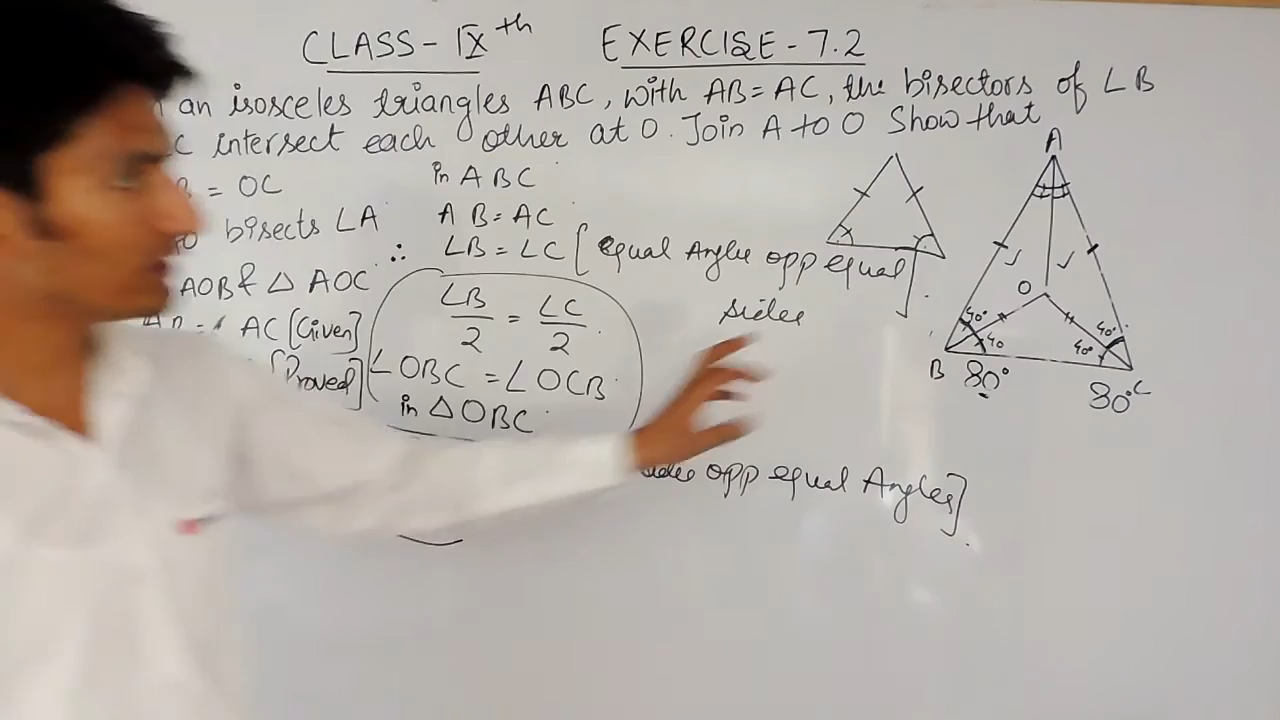 CLASS - IXth EXERCISE - 7.2
an isosceles triangles ABC, with AB = AC, the bisectors of ∠B
C intersect each other at O. Join A to O Show that
= OC
bisects ∠A
AOB & △ AOC
AC [Given]
[Proved]
in ABC
AB = AC
∴ ∠B = ∠C [equal Angle opp equal]
sides
∠B/2 = ∠C/2
∠OBC = ∠OCB
in △OBC
sides opp equal Angles]
A
O
40°
40
40°
40°
B 80°
80° C